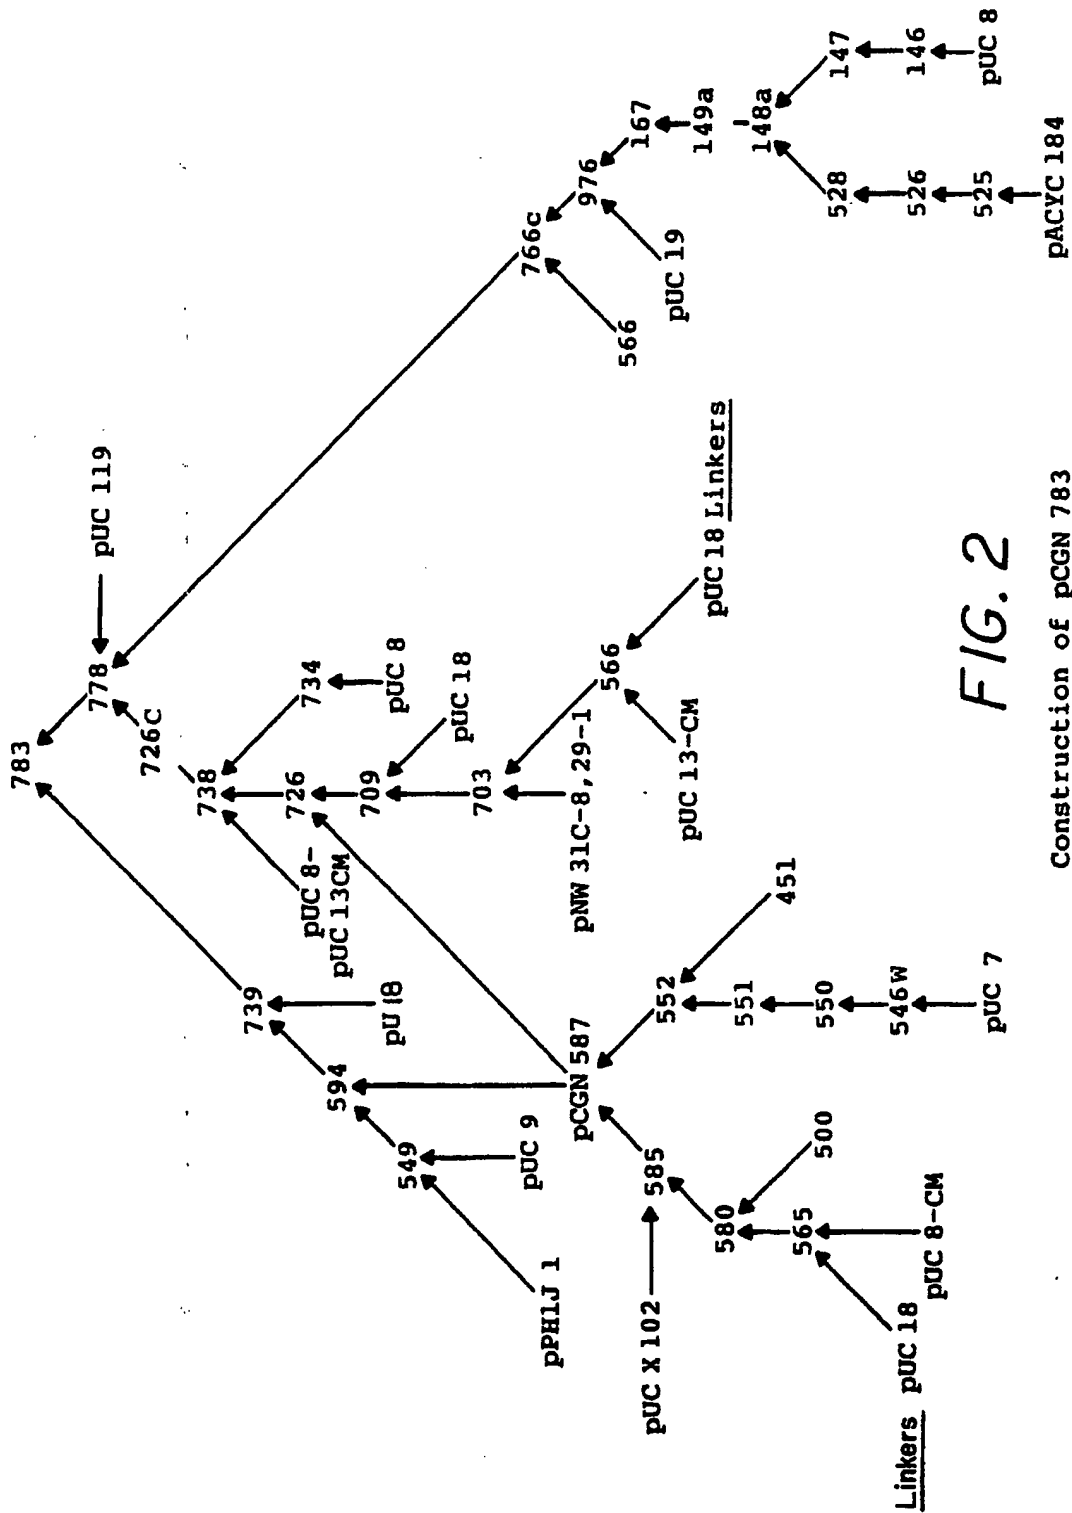 783
778
pUC 119
726C
739
738
734
pU 18
pUC 8-
pUC 13CM
pUC 8
594
726
549
709
pUC 18
pPH1J 1
pUC 9
703
766c
976
167
566
pUC 19
149a
148a
pCGN 587
pNW 31C-8, 29-1
566
528
147
pUC X 102
585
552
pUC 13-CM
pUC 18 Linkers
526
146
580
551
451
525
pUC 8
565
500
550
pACYC 184
Linkers pUC 18
pUC 8-CM
546W
pUC 7
FIG. 2
Construction of pCGN 783